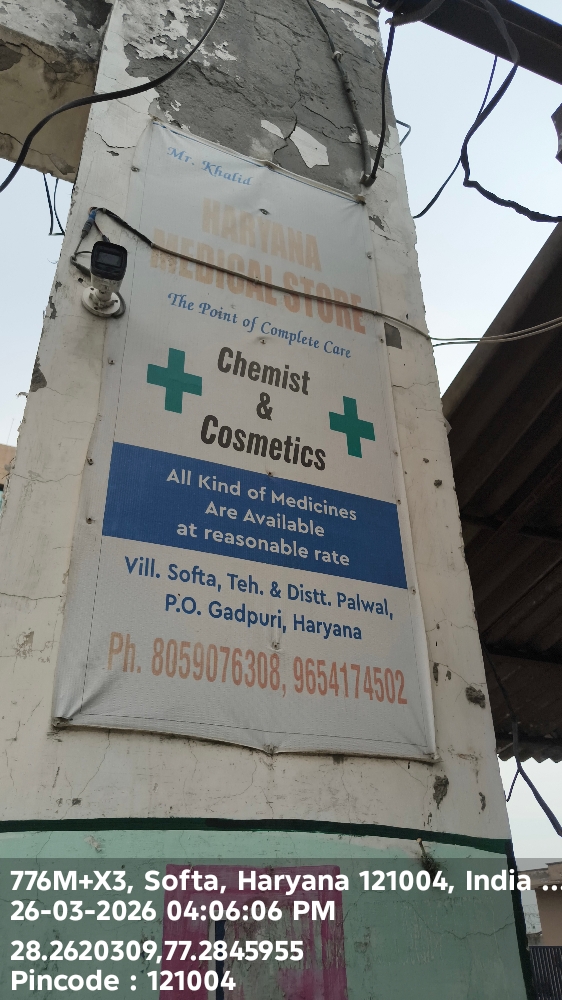 Mr. Khalid
HARYANA
MEDICAL STORE
The Point of Complete Care
Chemist
&
Cosmetics
All Kind of Medicines
Are Available
at reasonable rate
Vill. Softa, Teh. & Distt. Palwal,
P.O. Gadpuri, Haryana
Ph. 8059076308, 9654174502
776M+X3, Softa, Haryana 121004, India ...
26-03-2026 04:06:06 PM
28.2620309,77.2845955
Pincode : 121004